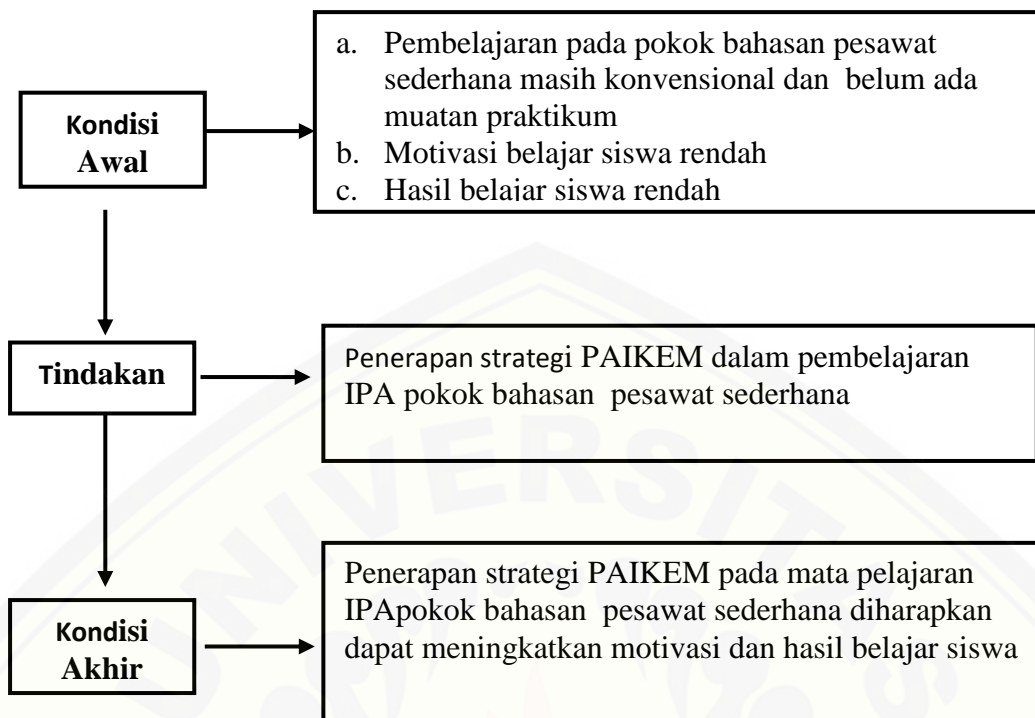 Kondisi
Awal
a. Pembelajaran pada pokok bahasan pesawat
sederhana masih konvensional dan belum ada
muatan praktikum
b. Motivasi belajar siswa rendah
c. Hasil belajar siswa rendah
Tindakan
Penerapan strategi PAIKEM dalam pembelajaran
IPA pokok bahasan pesawat sederhana
Kondisi
Akhir
Penerapan strategi PAIKEM pada mata pelajaran
IPApokok bahasan pesawat sederhana diharapkan
dapat meningkatkan motivasi dan hasil belajar siswa
UNIVERSITAS